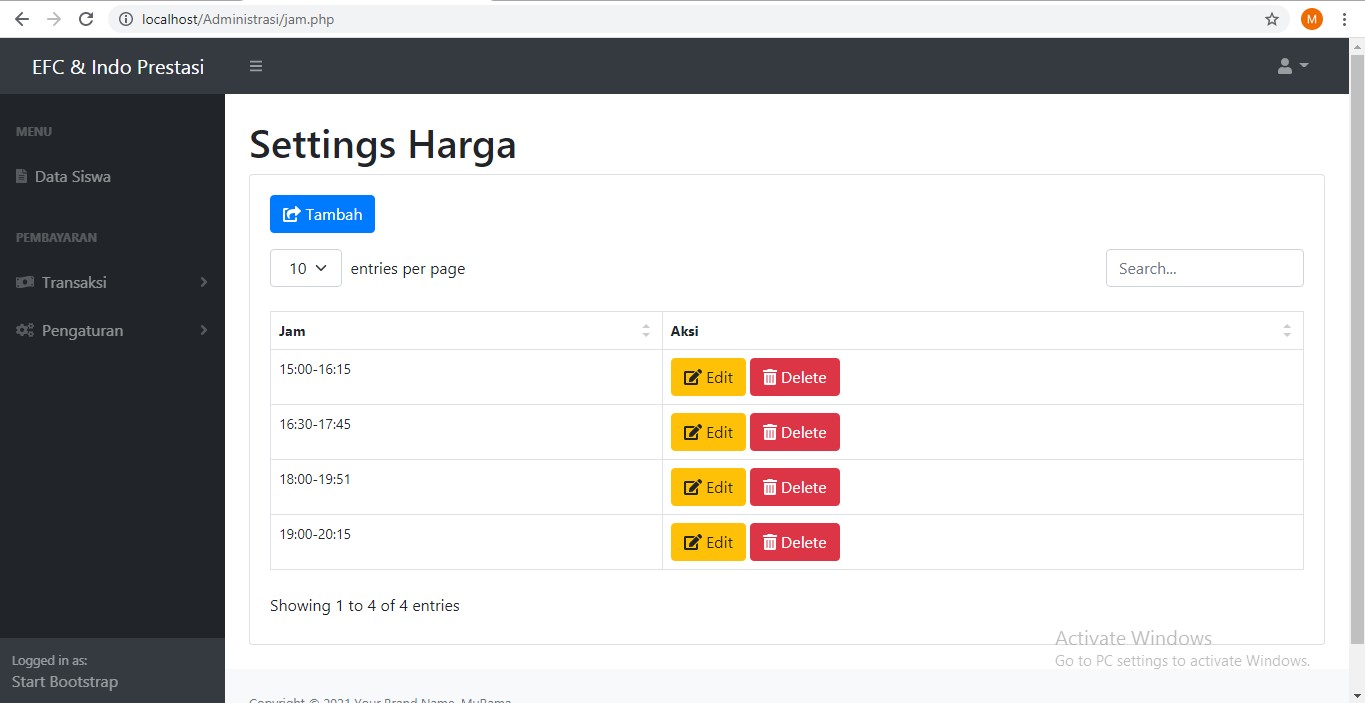 localhost/Administrasi/jam.php
M
EFC & Indo Prestasi
MENU
Data Siswa
PEMBAYARAN
Transaksi
Pengaturan
Logged in as:
Start Bootstrap
Settings Harga
Tambah
10 entries per page
Search...
Jam Aksi
15:00-16:15 Edit Delete
16:30-17:45 Edit Delete
18:00-19:51 Edit Delete
19:00-20:15 Edit Delete
Showing 1 to 4 of 4 entries
Activate Windows
Go to PC settings to activate Windows.
Copyright © 2021 Your Brand Name, MuRama